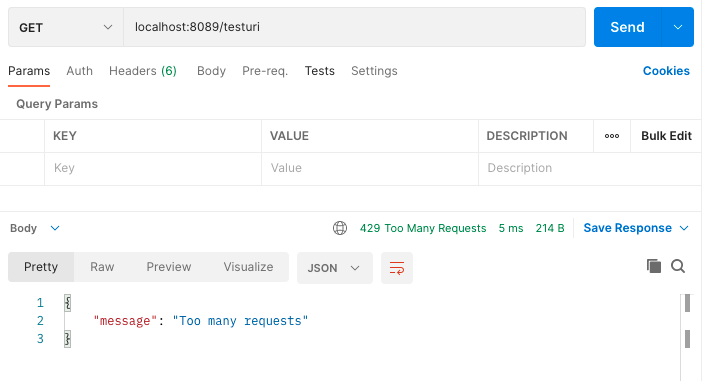 GET localhost:8089/testuri Send
Params Auth Headers (6) Body Pre-req. Tests Settings Cookies
Query Params
KEY VALUE DESCRIPTION Bulk Edit
Key Value Description
Body 429 Too Many Requests 5 ms 214 B Save Response
Pretty Raw Preview Visualize JSON
1 {
2 "message": "Too many requests"
3 }